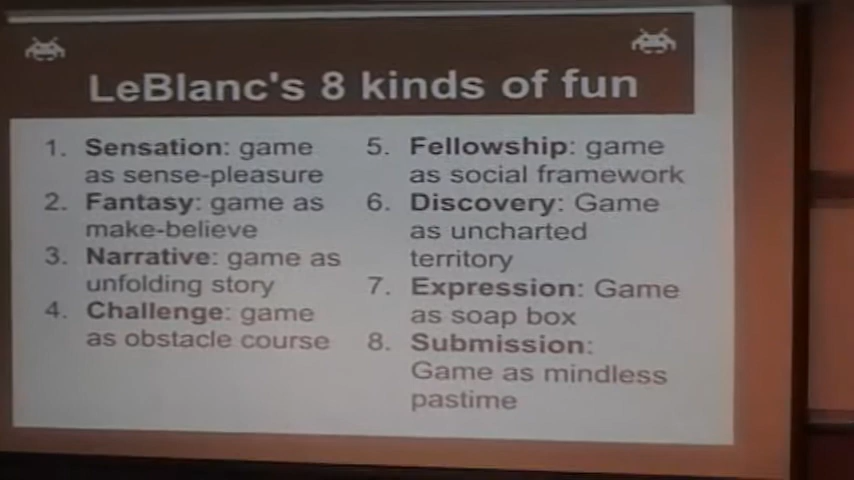 LeBlanc's 8 kinds of fun
1. Sensation: game
as sense-pleasure
2. Fantasy: game as
make-believe
3. Narrative: game as
unfolding story
4. Challenge: game
as obstacle course
5. Fellowship: game
as social framework
6. Discovery: Game
as uncharted
territory
7. Expression: Game
as soap box
8. Submission:
Game as mindless
pastime